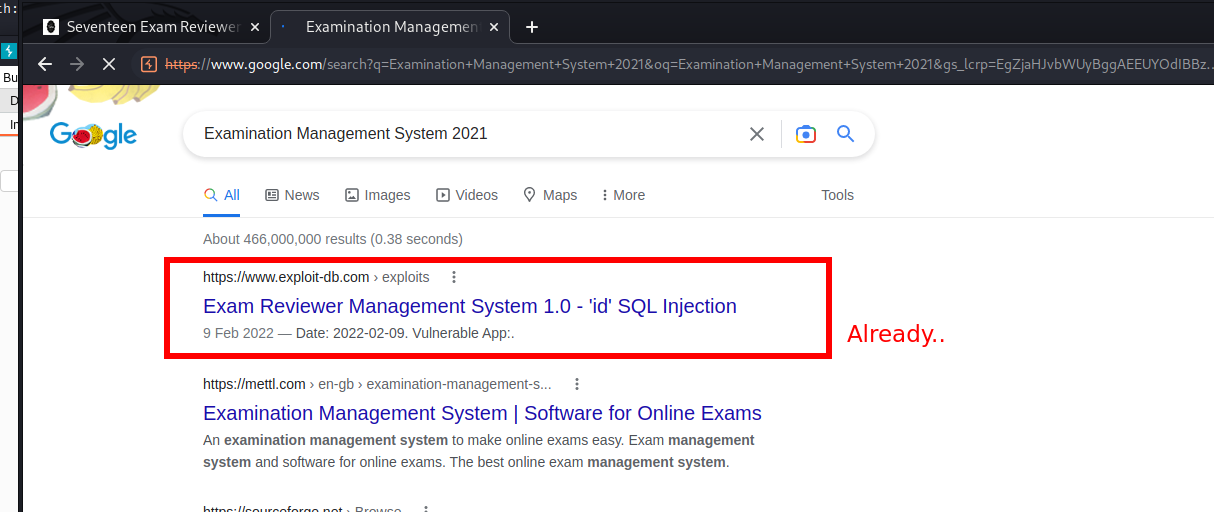 th:
Seventeen Exam Reviewer
Examination Managemen
https://www.google.com/search?q=Examination+Management+System+2021&oq=Examination+Management+System+2021&gs_lcrp=EgZjaHJvbWUyBggAEEUYOdIBBz...
Bu
D
In
Google
Examination Management System 2021
All News Images Videos Maps More Tools
About 466,000,000 results (0.38 seconds)
https://www.exploit-db.com › exploits
Exam Reviewer Management System 1.0 - 'id' SQL Injection
9 Feb 2022 — Date: 2022-02-09. Vulnerable App:.
Already..
https://mettl.com › en-gb › examination-management-s...
Examination Management System | Software for Online Exams
An examination management system to make online exams easy. Exam management
system and software for online exams. The best online exam management system.
https://sourceforge.net › Browse